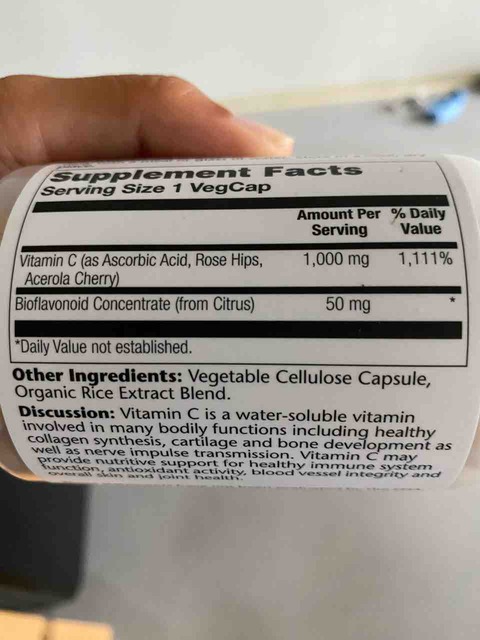 Supplement Facts
Serving Size 1 VegCap
Amount Per % Daily
Serving Value
Vitamin C (as Ascorbic Acid, Rose Hips, 1,000 mg 1,111%
Acerola Cherry)
Bioflavonoid Concentrate (from Citrus) 50 mg *
*Daily Value not established.
Other Ingredients: Vegetable Cellulose Capsule,
Organic Rice Extract Blend.
Discussion: Vitamin C is a water-soluble vitamin
involved in many bodily functions including healthy
collagen synthesis, cartilage and bone development as
well as nerve impulse transmission. Vitamin C may
provide nutritive support for healthy immune system
function, antioxidant activity, blood vessel integrity and
overall skin and joint health.